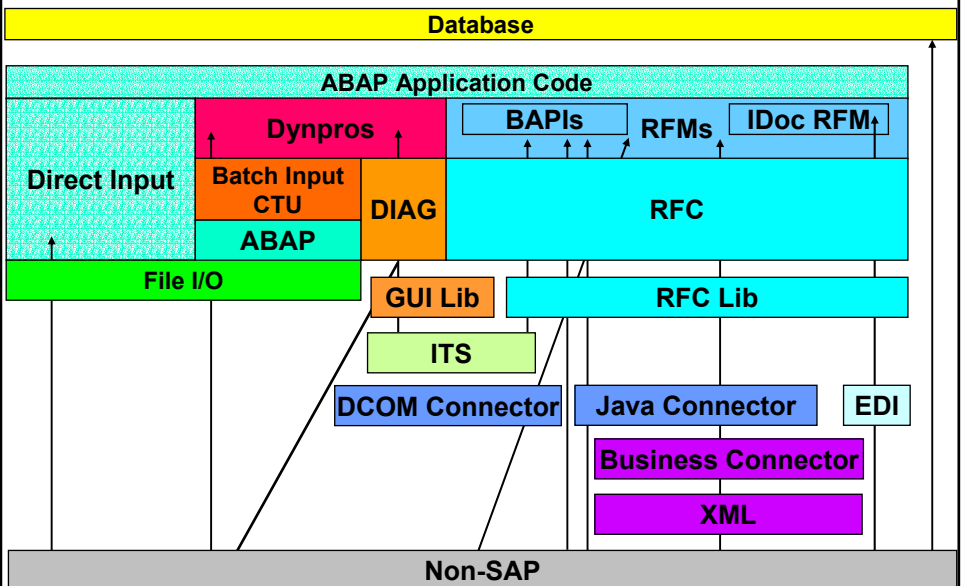 Database
ABAP Application Code
Dynpros
BAPIs
RFMs
IDoc RFM
Direct Input
Batch Input
CTU
DIAG
RFC
ABAP
File I/O
GUI Lib
RFC Lib
ITS
DCOM Connector
Java Connector
EDI
Business Connector
XML
Non-SAP